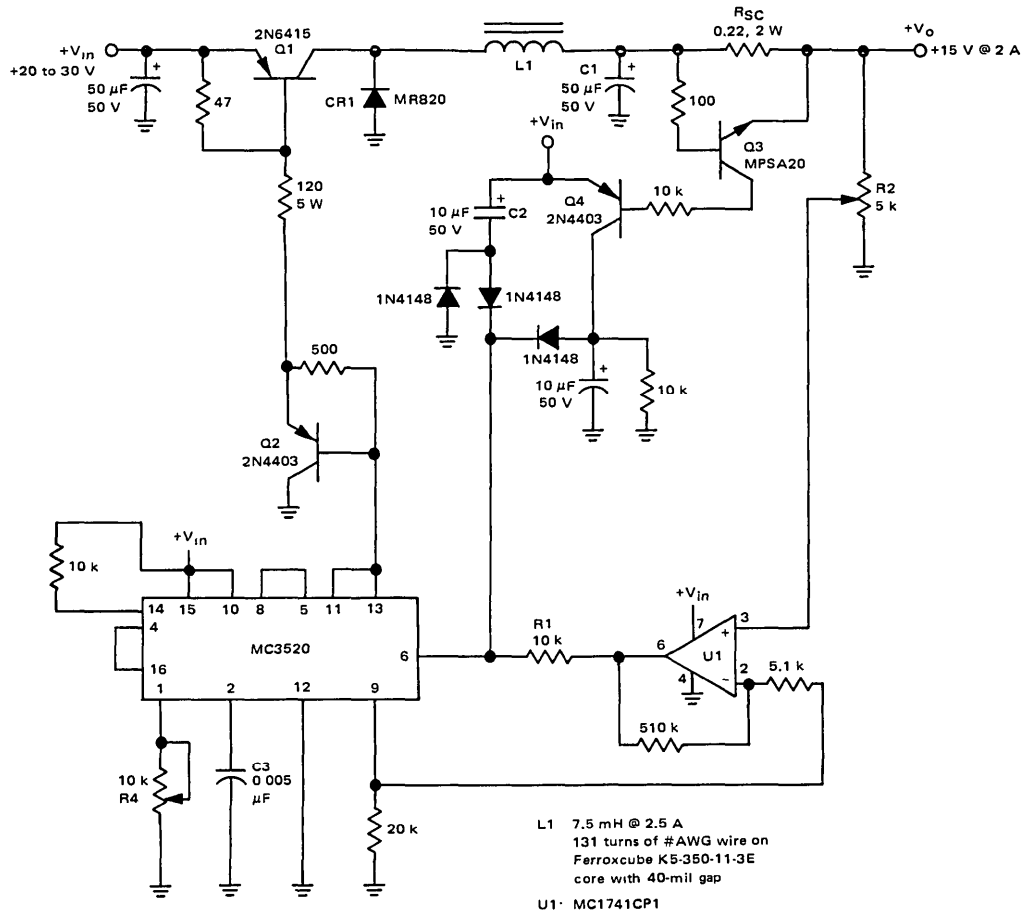 +Vin
+20 to 30 V
50 µF
50 V
47
2N6415
Q1
CR1
MR820
L1
C1
50 µF
50 V
RSC
0.22, 2 W
+Vo
+15 V @ 2 A
100
Q3
MPSA20
R2
5 k
+Vin
Q4
2N4403
10 k
10 µF
50 V
C2
1N4148
1N4148
1N4148
10 µF
50 V
10 k
120
5 W
500
Q2
2N4403
10 k
+Vin
14
15
10
8
5
11
13
4
16
MC3520
6
1
2
12
9
10 k
R4
C3
0 005
µF
20 k
R1
10 k
+Vin
7
6
U1
4
3
+
2
−
5.1 k
510 k
L1 7.5 mH @ 2.5 A
131 turns of #AWG wire on
Ferroxcube K5-350-11-3E
core with 40-mil gap
U1· MC1741CP1